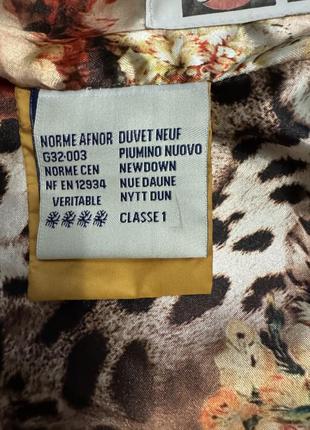 NORME AFNOR DUVET NEUF
G32-003 PIUMINO NUOVO
NORME CEN NEWDOWN
NF EN 12934 NUE DAUNE
VERITABLE NYTT DUN
CLASSE 1